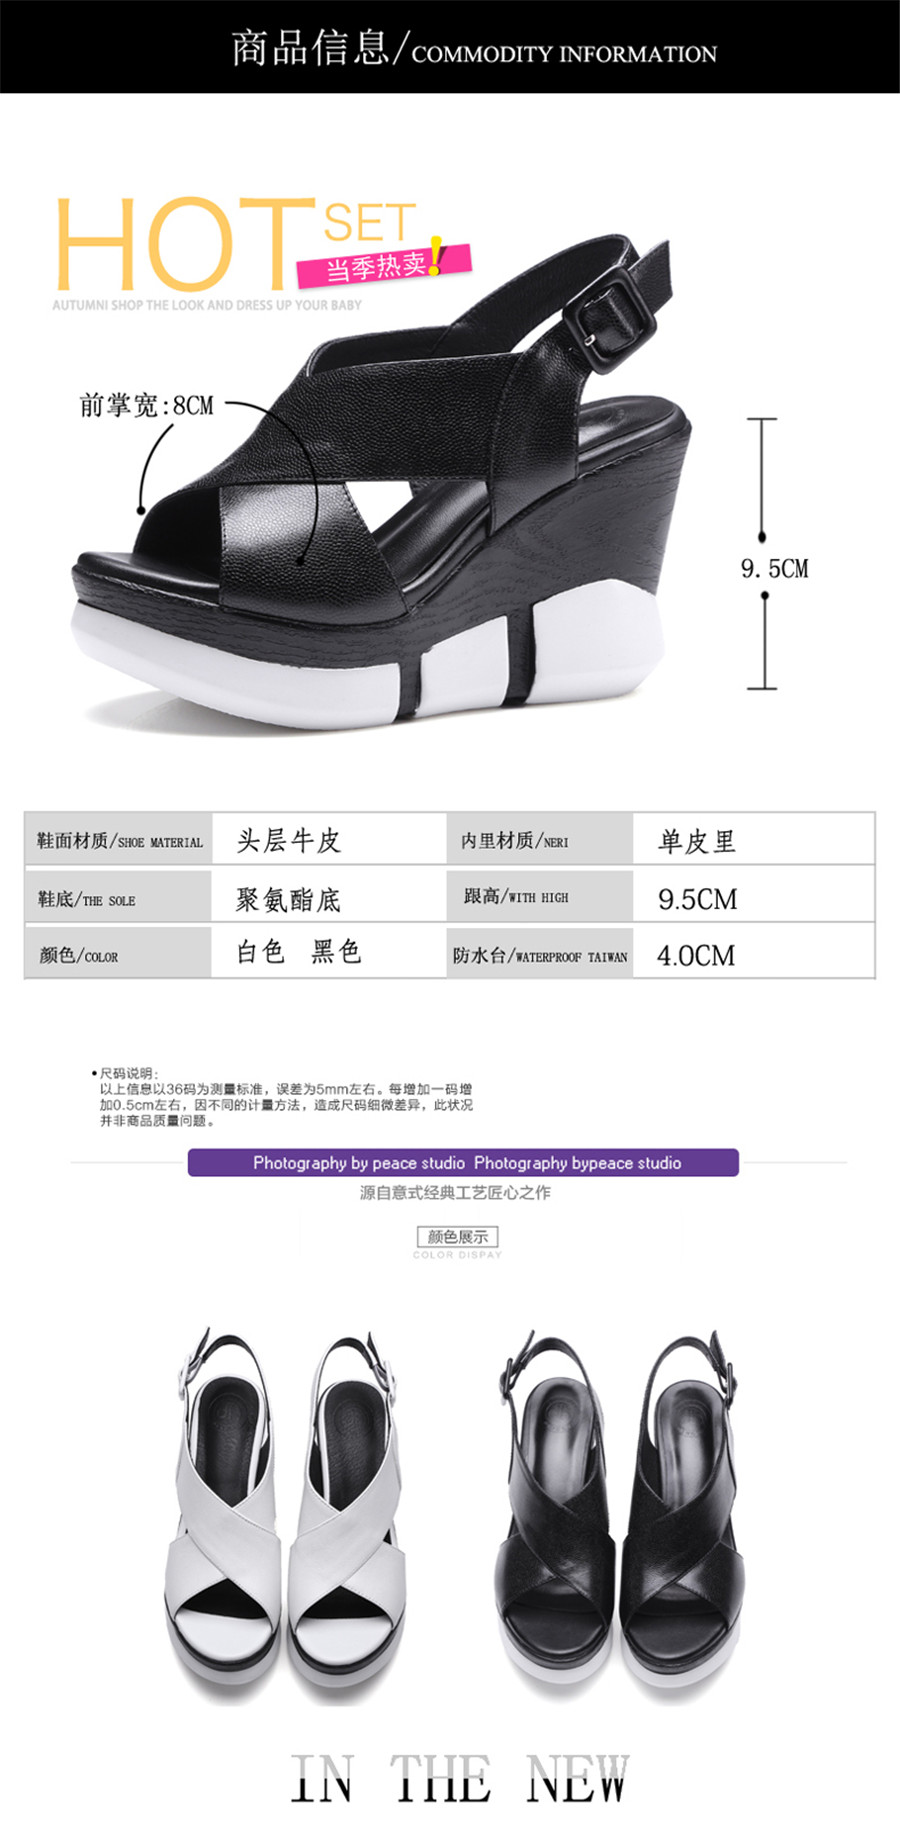 商品信息/COMMODITY INFORMATION
HOT SET
当季热卖!
AUTUMNI SHOP THE LOOK AND DRESS UP YOUR BABY
前掌宽:8CM
9.5CM
鞋面材质/SHOE MATERIAL 头层牛皮 内里材质/NERI 单皮里
鞋底/THE SOLE 聚氨酯底 跟高/WITH HIGH 9.5CM
颜色/COLOR 白色 黑色 防水台/WATERPROOF TAIWAN 4.0CM
•尺码说明:
以上信息以36码为测量标准，误差为5mm左右。每增加一码增
加0.5cm左右，因不同的计量方法，造成尺码细微差异，此状况
并非商品质量问题。
Photography by peace studio Photography bypeace studio
源自意式经典工艺匠心之作
颜色展示
COLOR DISPAY
IN THE NEW